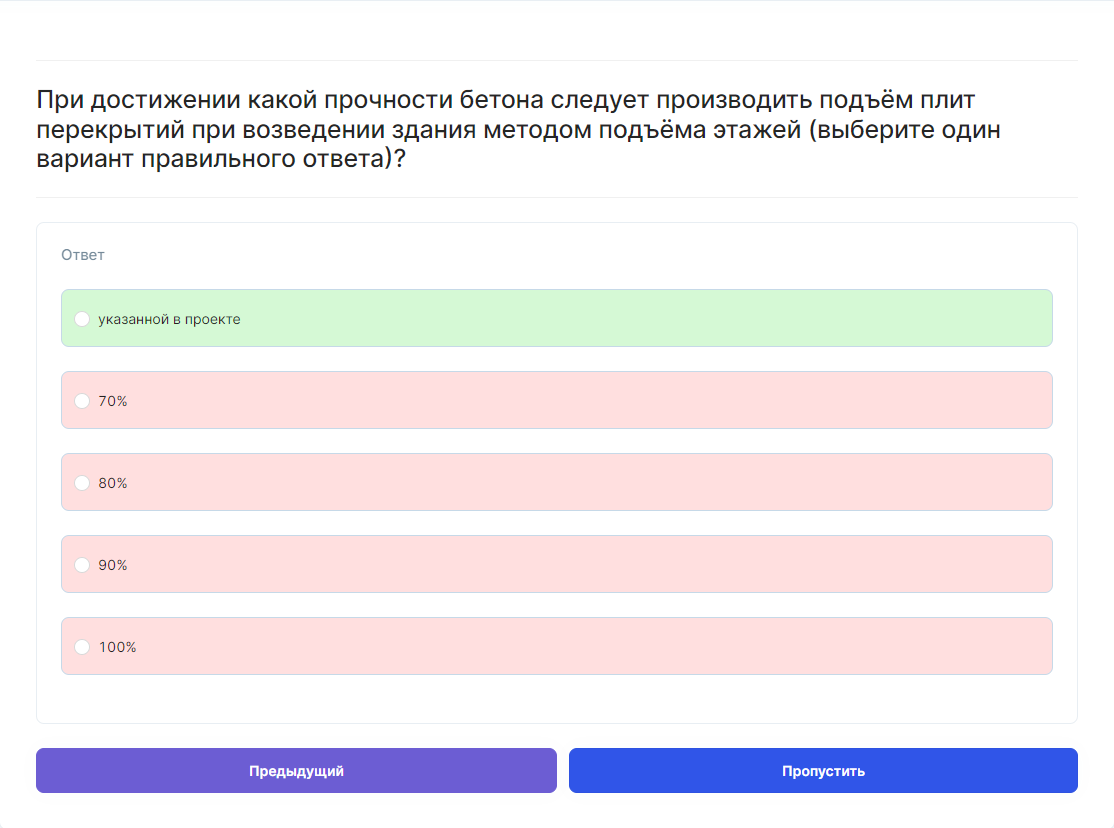 При достижении какой прочности бетона следует производить подъём плит
перекрытий при возведении здания методом подъёма этажей (выберите один
вариант правильного ответа)?
Ответ
указанной в проекте
70%
80%
90%
100%
Предыдущий
Пропустить